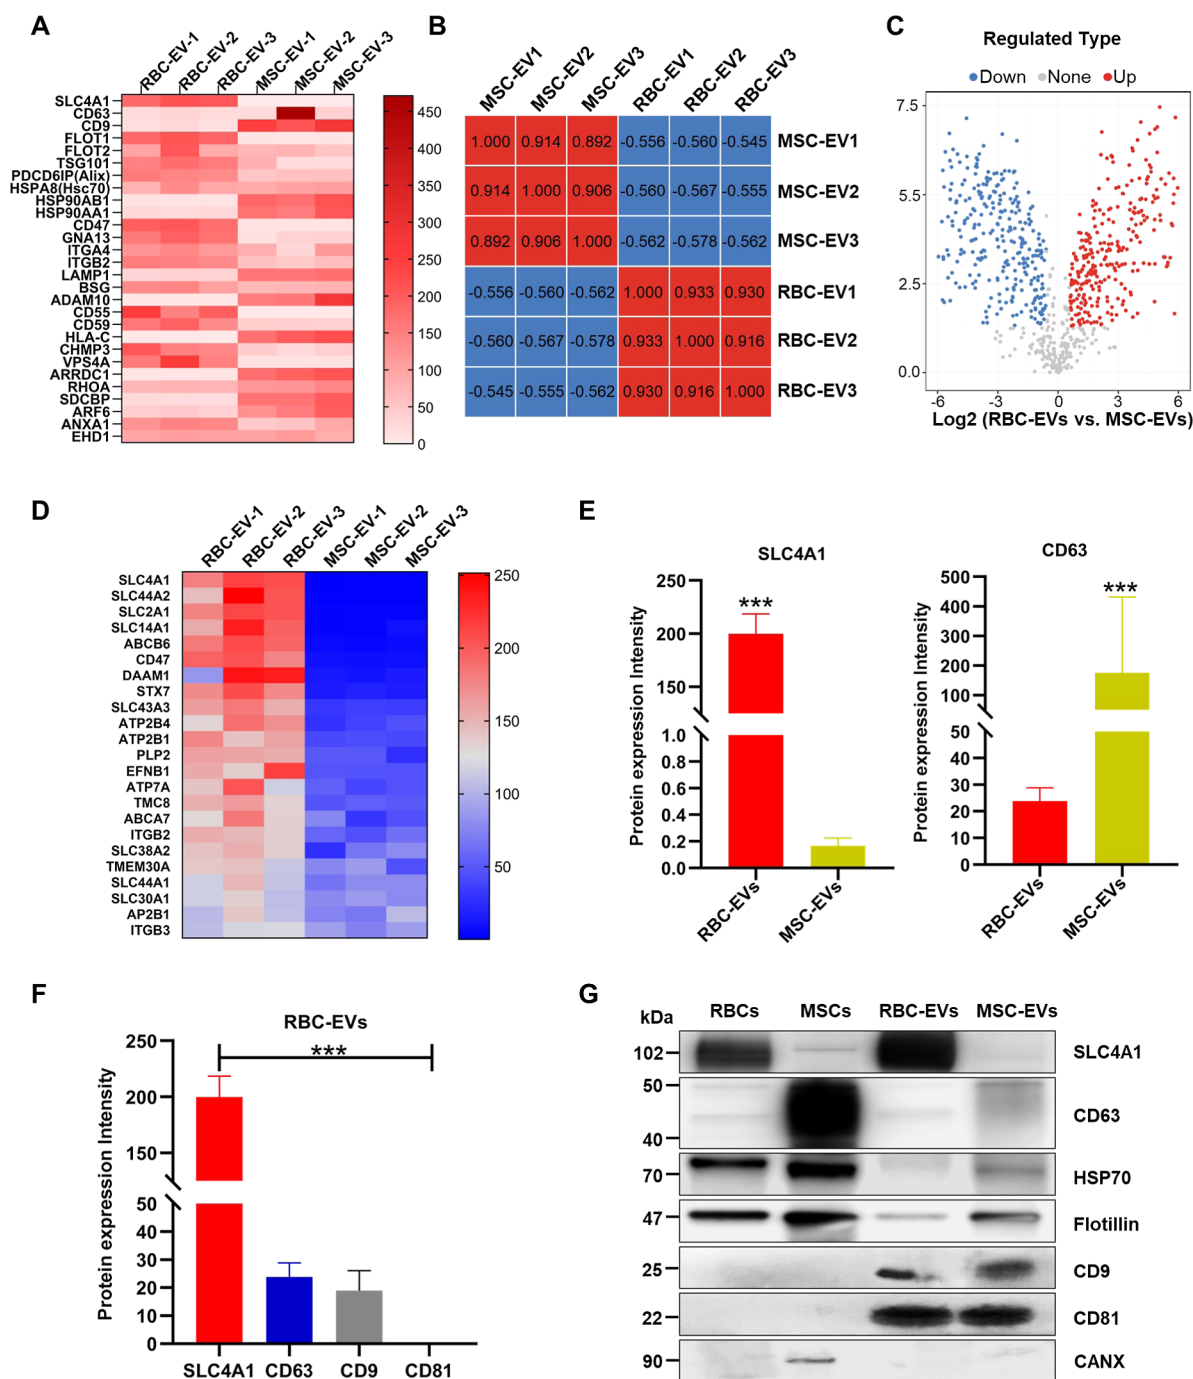 A
RBC-EV-1
RBC-EV-2
RBC-EV-3
MSC-EV-1
MSC-EV-2
MSC-EV-3
SLC4A1
CD63
CD9
FLOT1
FLOT2
TSG101
PDCD6IP(Alix)
HSPA8(Hsc70)
HSP90AB1
HSP90AA1
CD47
GNA13
ITGA4
ITGB2
LAMP1
BSG
ADAM10
CD55
CD59
HLA-C
CHMP3
VPS4A
ARRDC1
RHOA
SDCBP
ARF6
ANXA1
EHD1
450
400
350
300
250
200
150
100
50
0
B
MSC-EV1
MSC-EV2
MSC-EV3
RBC-EV1
RBC-EV2
RBC-EV3
1.000 0.914 0.892 -0.556 -0.560 -0.545 MSC-EV1
0.914 1.000 0.906 -0.560 -0.567 -0.555 MSC-EV2
0.892 0.906 1.000 -0.562 -0.578 -0.562 MSC-EV3
-0.556 -0.560 -0.562 1.000 0.933 0.930 RBC-EV1
-0.560 -0.567 -0.578 0.933 1.000 0.916 RBC-EV2
-0.545 -0.555 -0.562 0.930 0.916 1.000 RBC-EV3
C
Regulated Type
Down None Up
7.5
5.5
2.5
0.0
-6 -3 0 3 6
Log2 (RBC-EVs vs. MSC-EVs)
D
RBC-EV-1
RBC-EV-2
RBC-EV-3
MSC-EV-1
MSC-EV-2
MSC-EV-3
SLC4A1
SLC44A2
SLC2A1
SLC14A1
ABCB6
CD47
DAAM1
STX7
SLC43A3
ATP2B4
ATP2B1
PLP2
EFNB1
ATP7A
TMC8
ABCA7
ITGB2
SLC38A2
TMEM30A
SLC44A1
SLC30A1
AP2B1
ITGB3
250
200
150
100
50
E
SLC4A1
Protein expression Intensity
250
200
150
1.0
0.8
0.6
0.4
0.2
0.0
***
RBC-EVs
MSC-EVs
CD63
Protein expression Intensity
500
400
300
200
100
50
40
30
20
10
0
***
RBC-EVs
MSC-EVs
F
RBC-EVs
***
Protein expression Intensity
250
200
150
50
40
30
20
10
0
SLC4A1 CD63 CD9 CD81
G
kDa RBCs MSCs RBC-EVs MSC-EVs
102 SLC4A1
50
CD63
40
70 HSP70
47 Flotillin
25 CD9
22 CD81
90 CANX